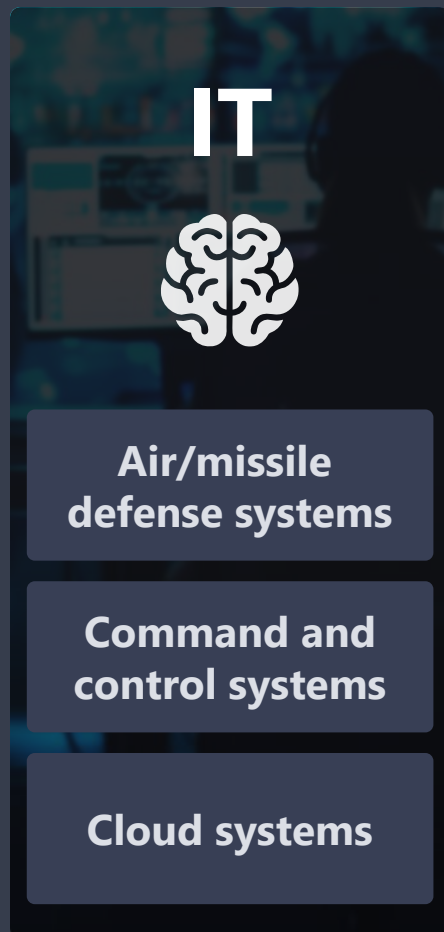 IT
Air/missile
defense systems
Command and
control systems
Cloud systems